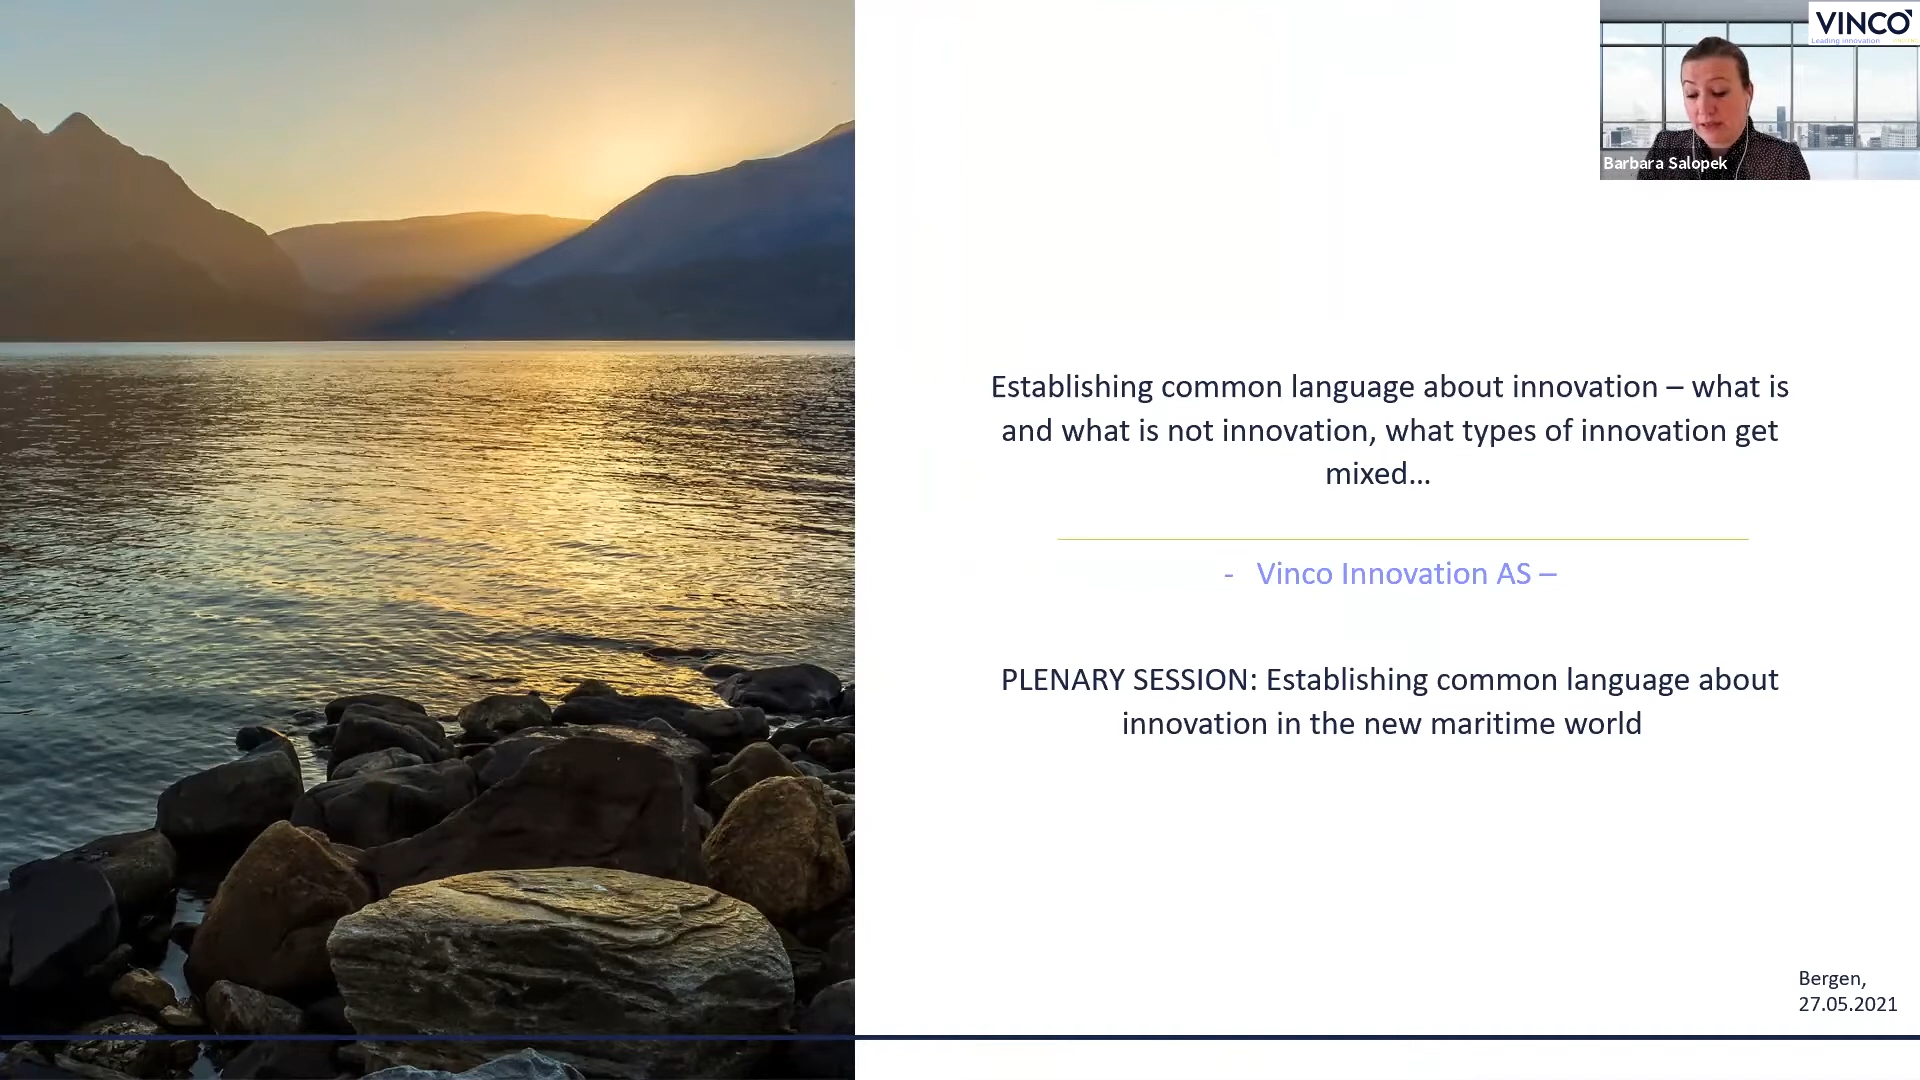 VINCO
Leading innovation
Barbara Salopek
Establishing common language about innovation – what is
and what is not innovation, what types of innovation get
mixed…
- Vinco Innovation AS –
PLENARY SESSION: Establishing common language about
innovation in the new maritime world
Bergen,
27.05.2021